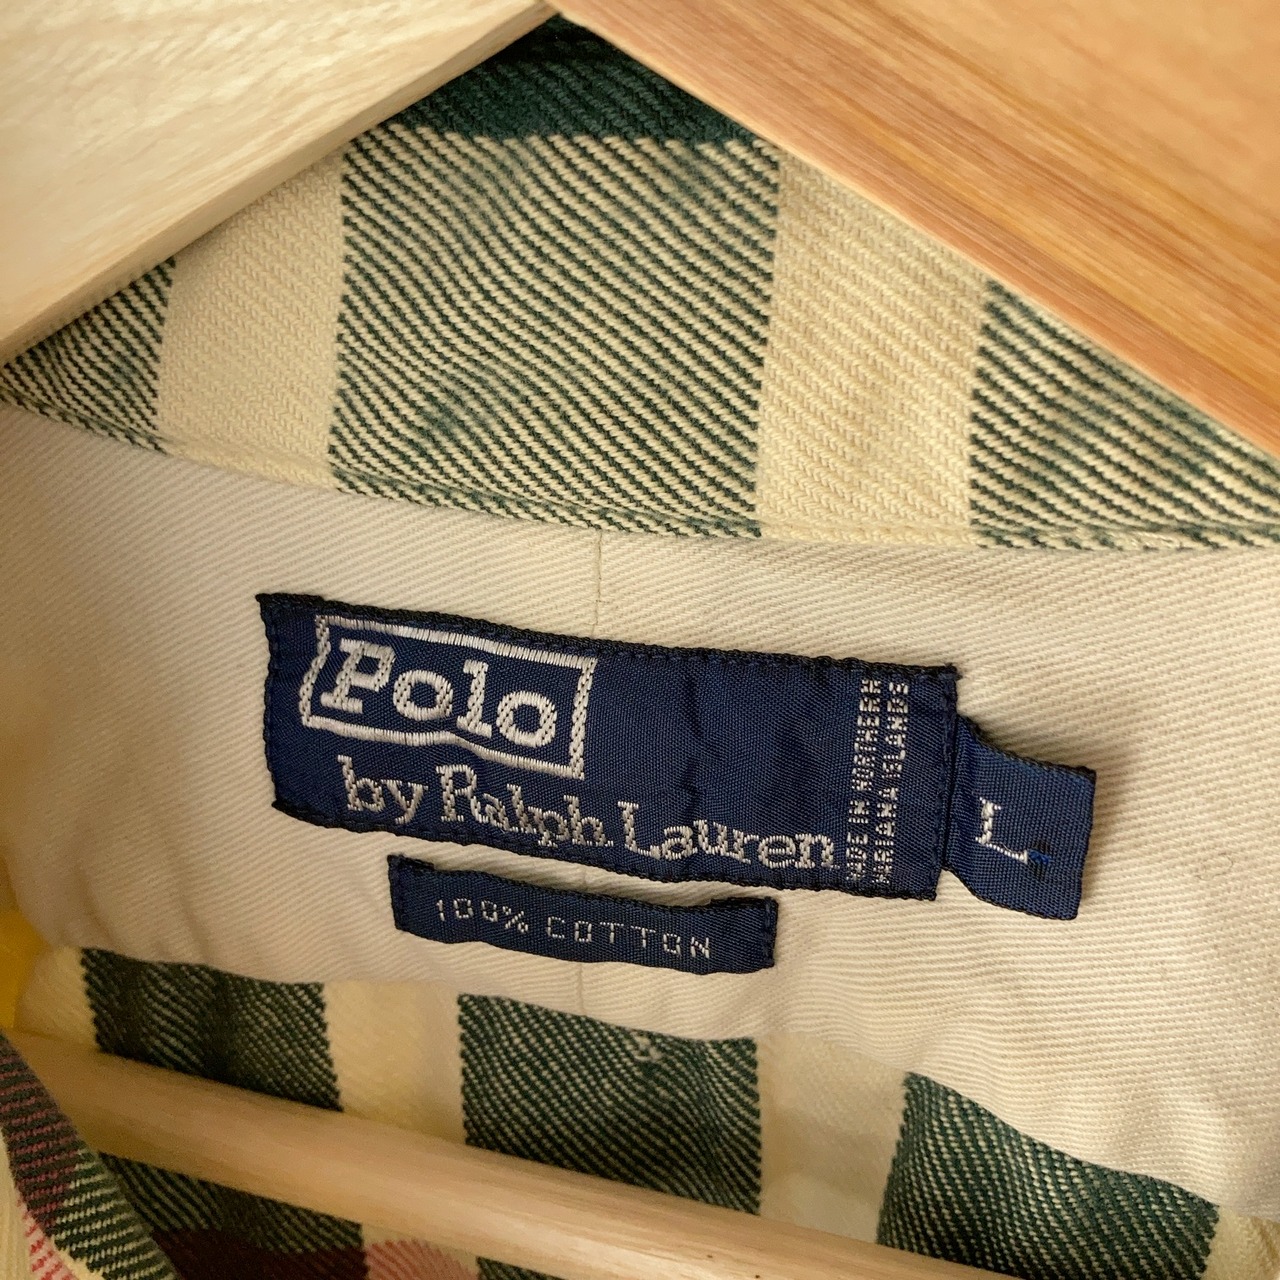 Polo
by Ralph Lauren
MADE IN NORTHERN
MARIANA ISLANDS
L
100% COTTON